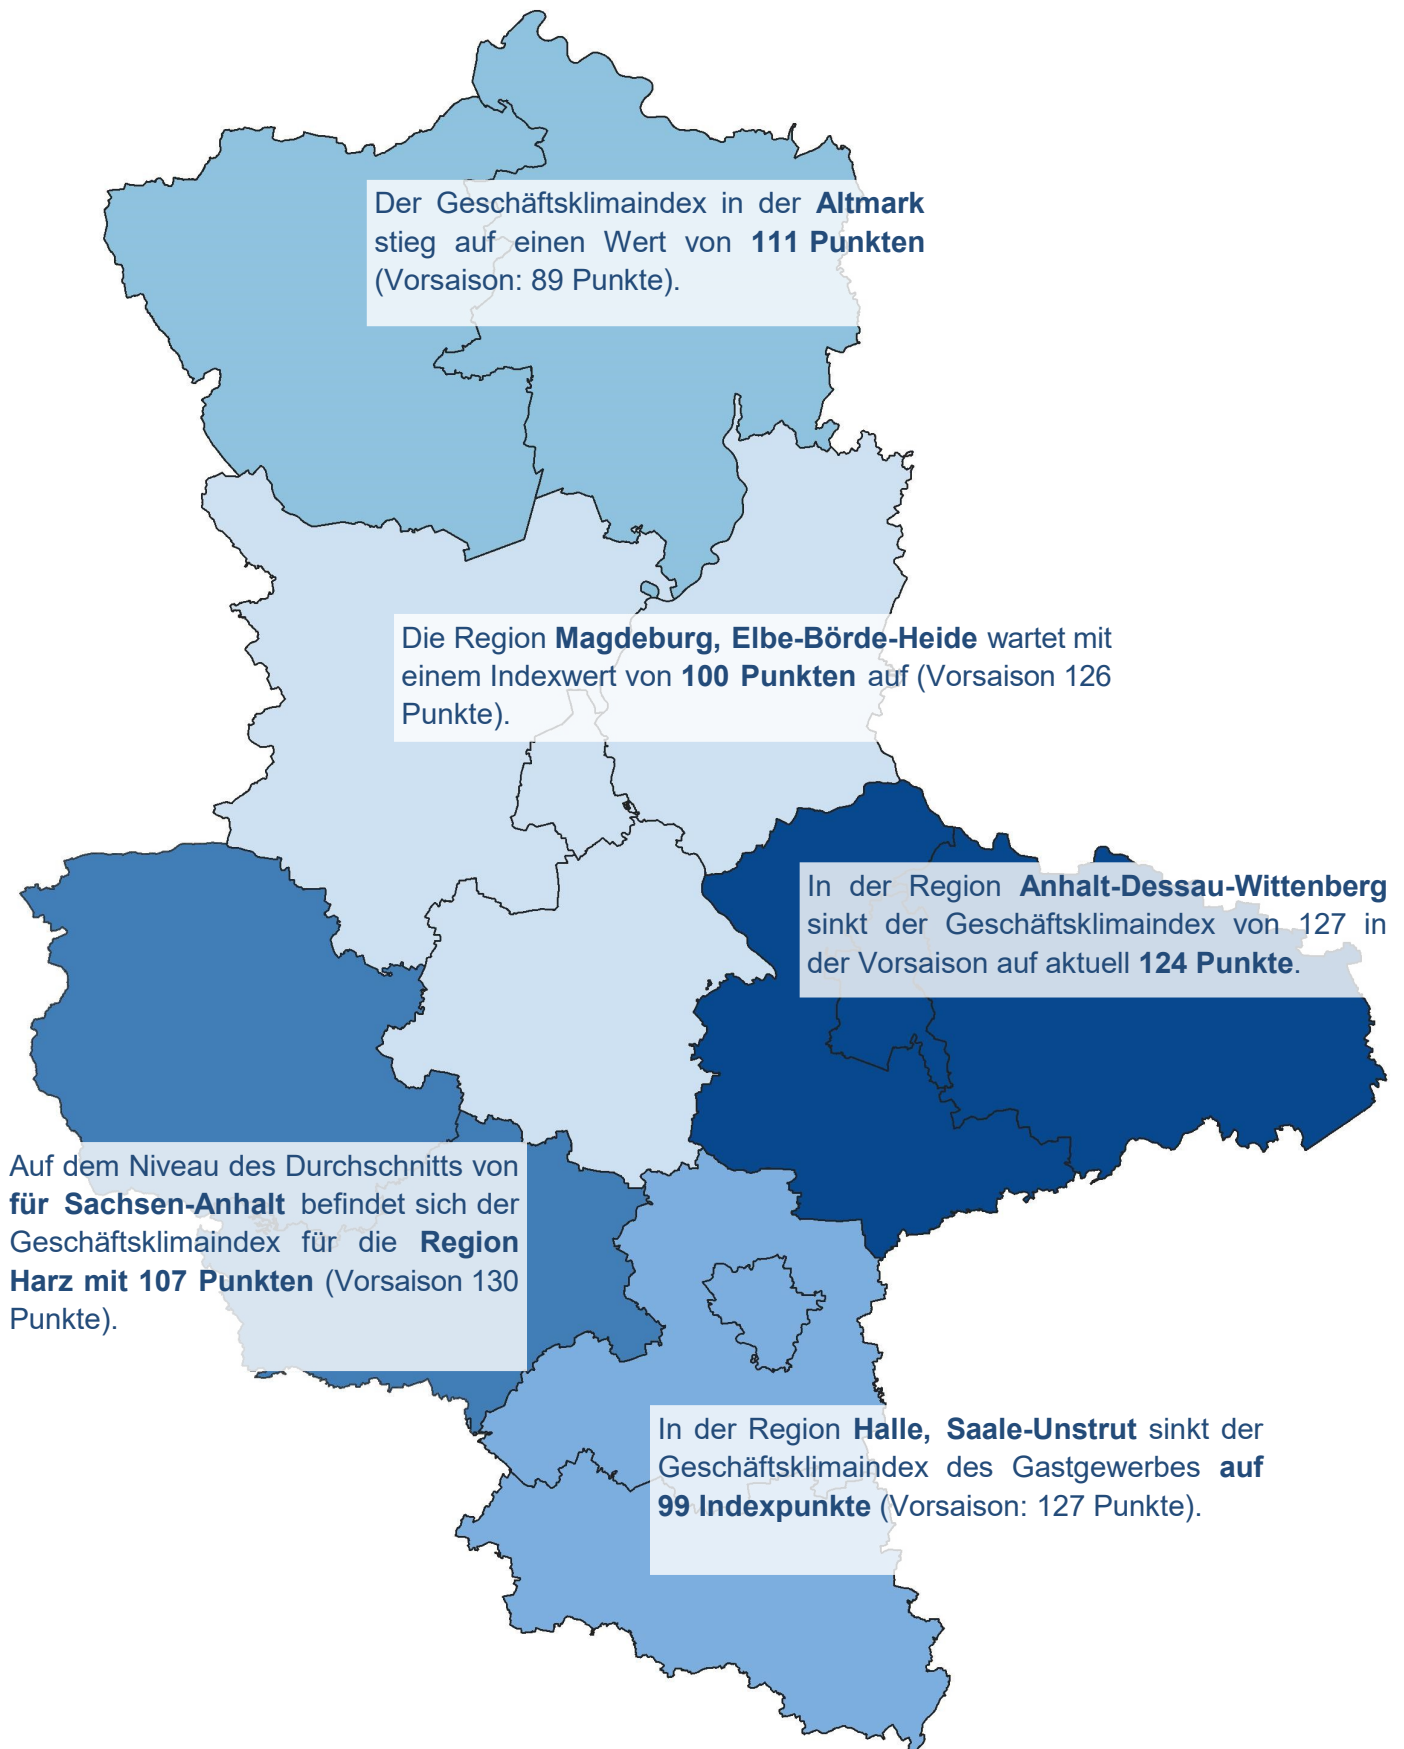 Der Geschäftsklimaindex in der Altmark
stieg auf einen Wert von 111 Punkten
(Vorsaison: 89 Punkte).
Die Region Magdeburg, Elbe-Börde-Heide wartet mit
einem Indexwert von 100 Punkten auf (Vorsaison 126
Punkte).
In der Region Anhalt-Dessau-Wittenberg
sinkt der Geschäftsklimaindex von 127 in
der Vorsaison auf aktuell 124 Punkte.
Auf dem Niveau des Durchschnitts von
für Sachsen-Anhalt befindet sich der
Geschäftsklimaindex für die Region
Harz mit 107 Punkten (Vorsaison 130
Punkte).
In der Region Halle, Saale-Unstrut sinkt der
Geschäftsklimaindex des Gastgewerbes auf
99 Indexpunkte (Vorsaison: 127 Punkte).